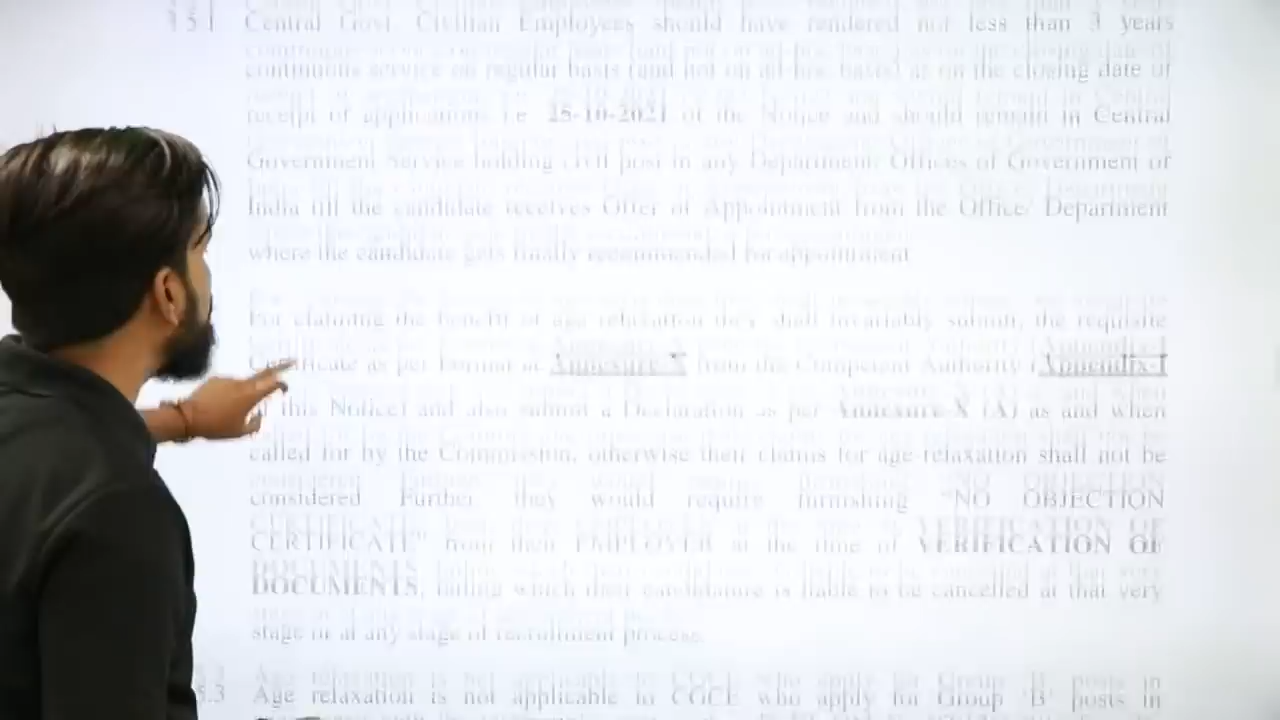 5.1 Central Govt. Civilian Employees should have rendered not less than 3 years
continuous service on regular basis (and not on ad-hoc basis) as on the closing date of
receipt of applications i.e. 25-10-2021 of the Notice and should remain in Central
Government Service holding civil post in any Department/ Offices of Government of
India till the candidate receives Offer of Appointment from the Office/ Department
where the candidate gets finally recommended for appointment.
For claiming the benefit of age relaxation they shall invariably submit, the requisite
Certificate as per format at Annexure-X from the Competent Authority (Appendix-I
of this Notice) and also submit a Declaration as per Annexure-X (A) as and when
called for by the Commission, otherwise their claims for age-relaxation shall not be
considered. Further, they would require furnishing "NO OBJECTION
CERTIFICATE" from their EMPLOYER at the time of VERIFICATION OF
DOCUMENTS, failing which their candidature is liable to be cancelled at that very
stage or at any stage of recruitment process.
5.3 Age relaxation is not applicable to CGCE who apply for Group 'B' posts in